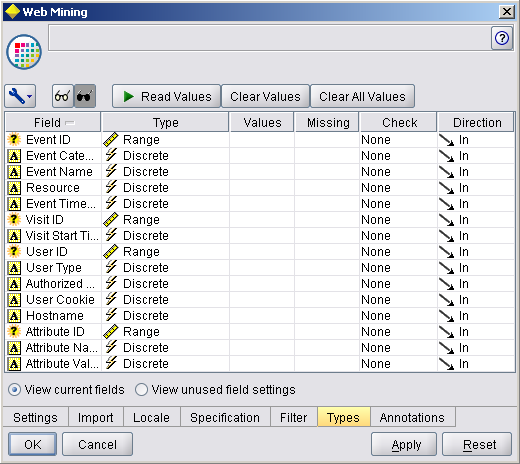 Web Mining
?
Read Values Clear Values Clear All Values
Field Type Values Missing Check Direction
? Event ID Range None In
A Event Cate... Discrete None In
A Event Name Discrete None In
A Resource Discrete None In
A Event Time... Discrete None In
? Visit ID Range None In
A Visit Start Ti... Discrete None In
? User ID Range None In
A User Type Discrete None In
A Authorized ... Discrete None In
A User Cookie Discrete None In
A Hostname Discrete None In
? Attribute ID Range None In
A Attribute Na... Discrete None In
A Attribute Val... Discrete None In
View current fields View unused field settings
Settings Import Locale Specification Filter Types Annotations
OK Cancel Apply Reset